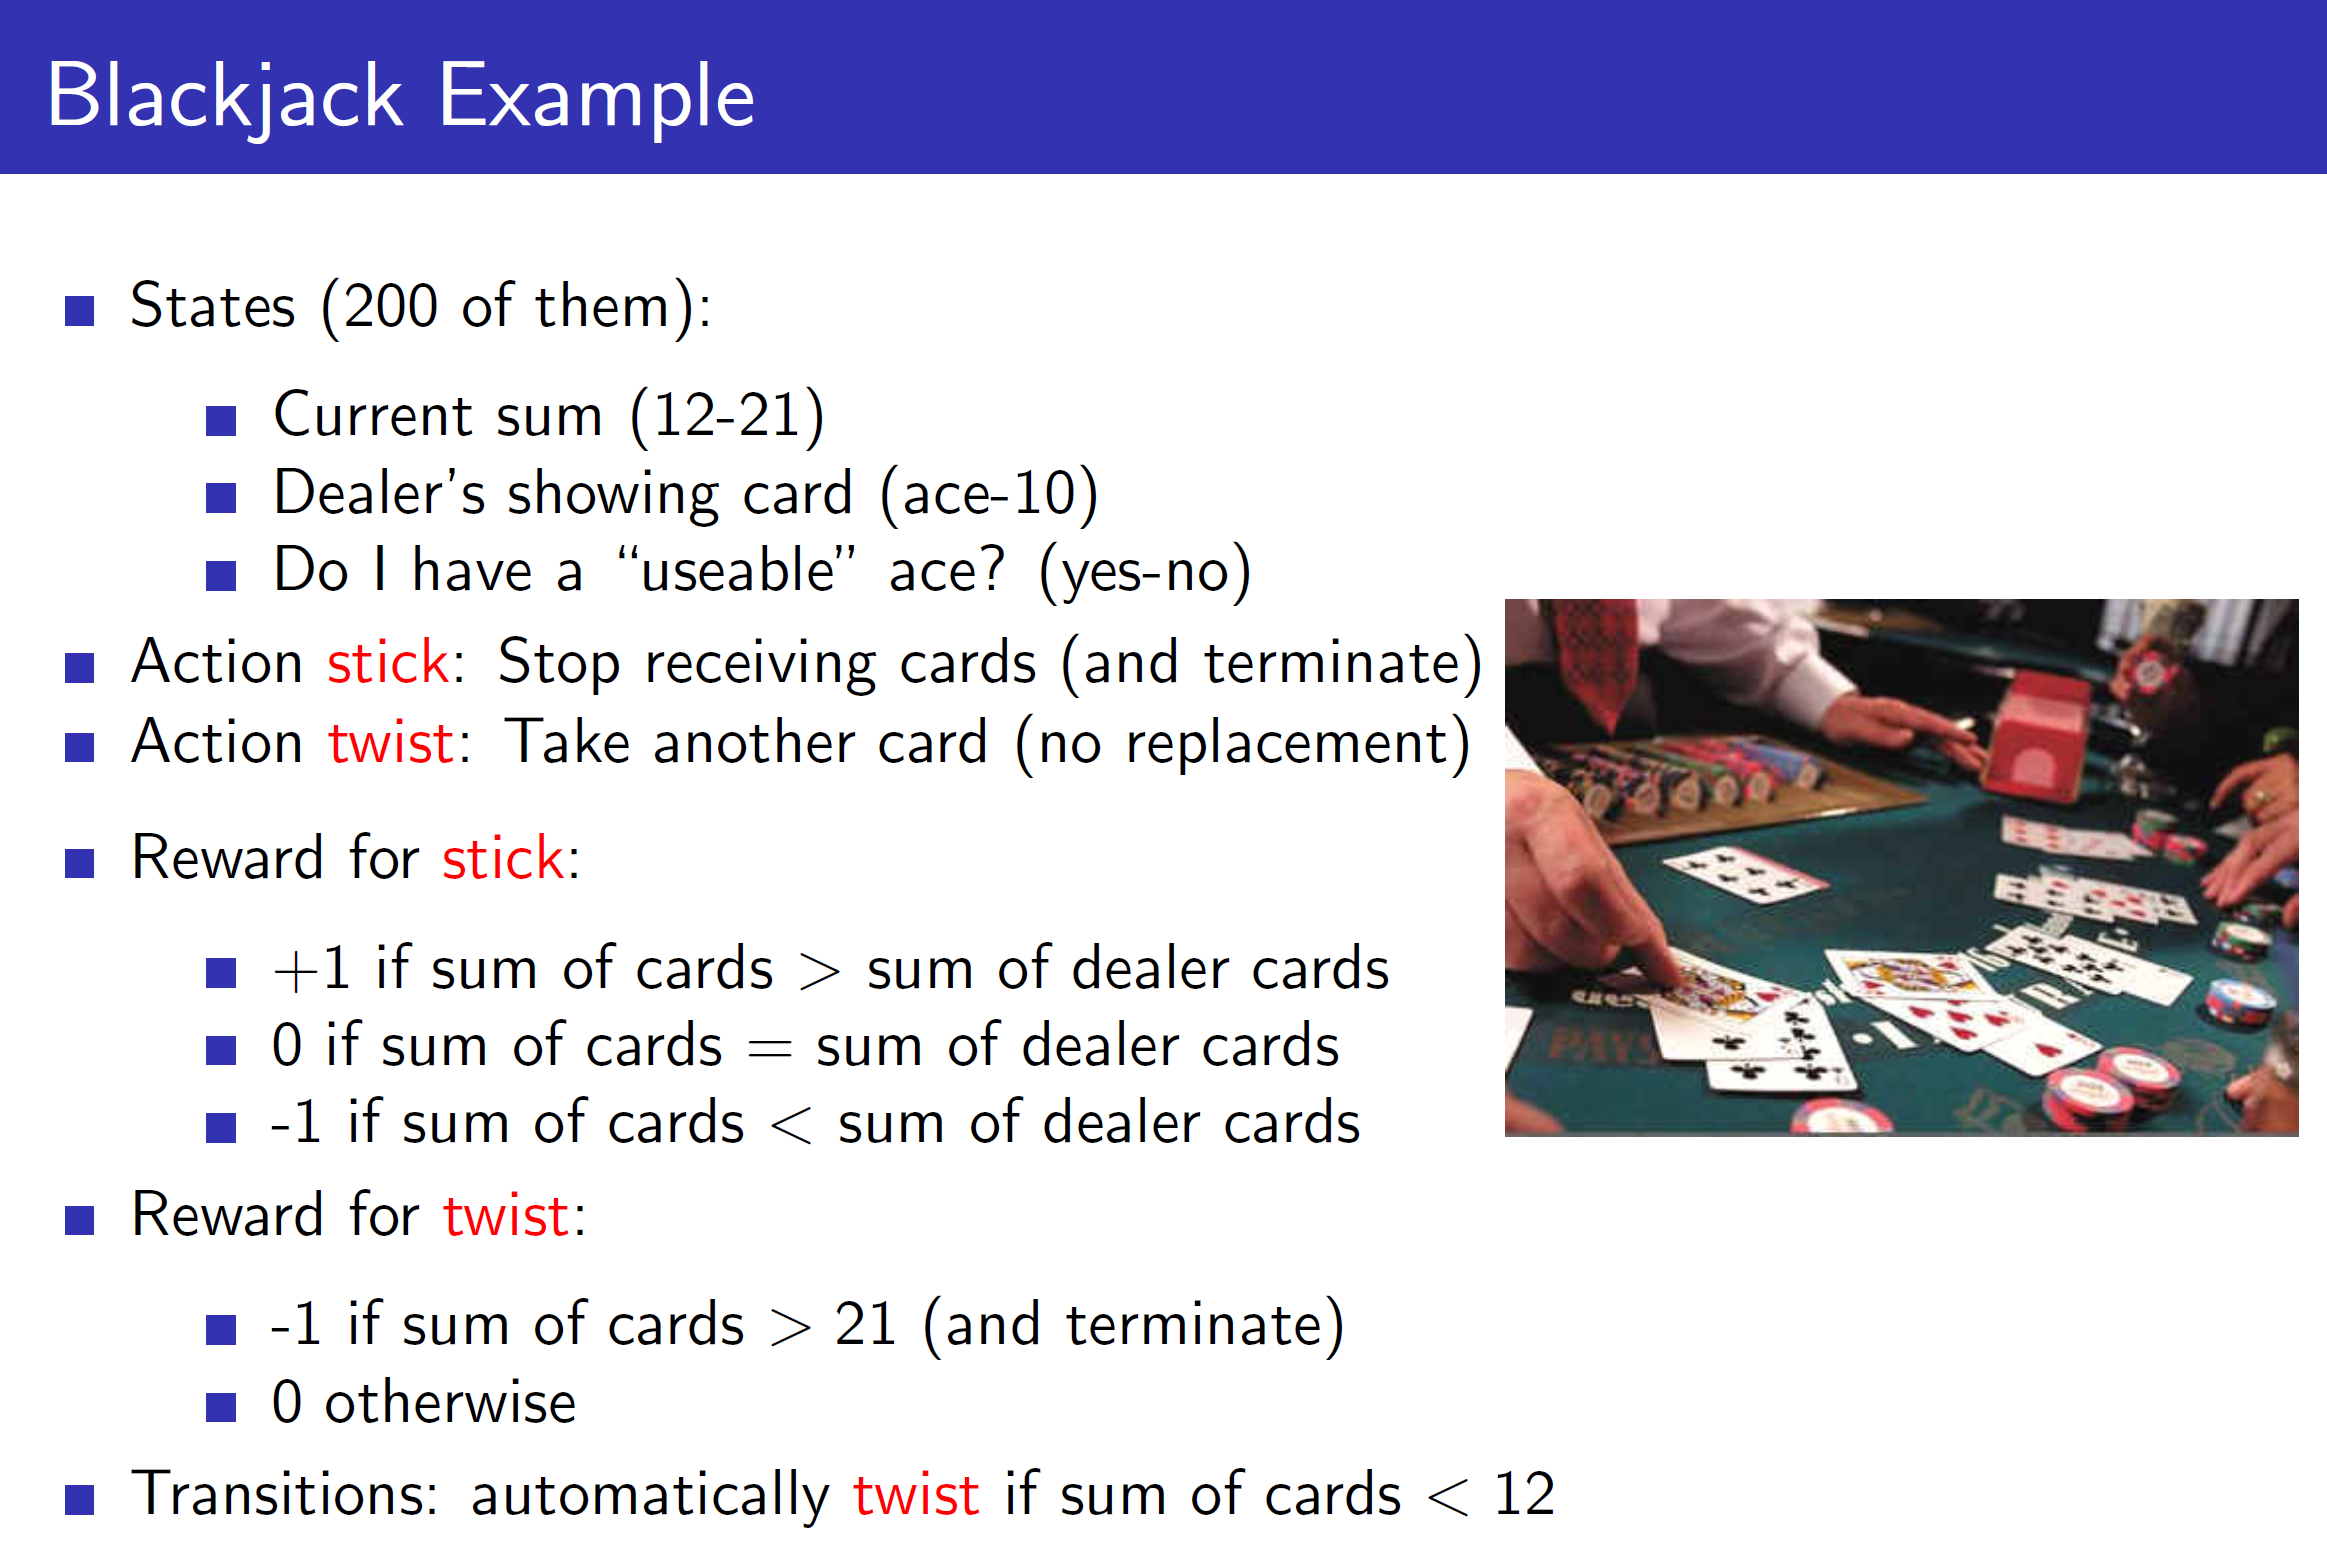 Blackjack Example
States (200 of them):
Current sum (12-21)
Dealer's showing card (ace-10)
Do I have a “useable” ace? (yes-no)
Action stick: Stop receiving cards (and terminate)
Action twist: Take another card (no replacement)
Reward for stick:
+1 if sum of cards > sum of dealer cards
0 if sum of cards = sum of dealer cards
-1 if sum of cards < sum of dealer cards
Reward for twist:
-1 if sum of cards > 21 (and terminate)
0 otherwise
Transitions: automatically twist if sum of cards < 12
PAYS